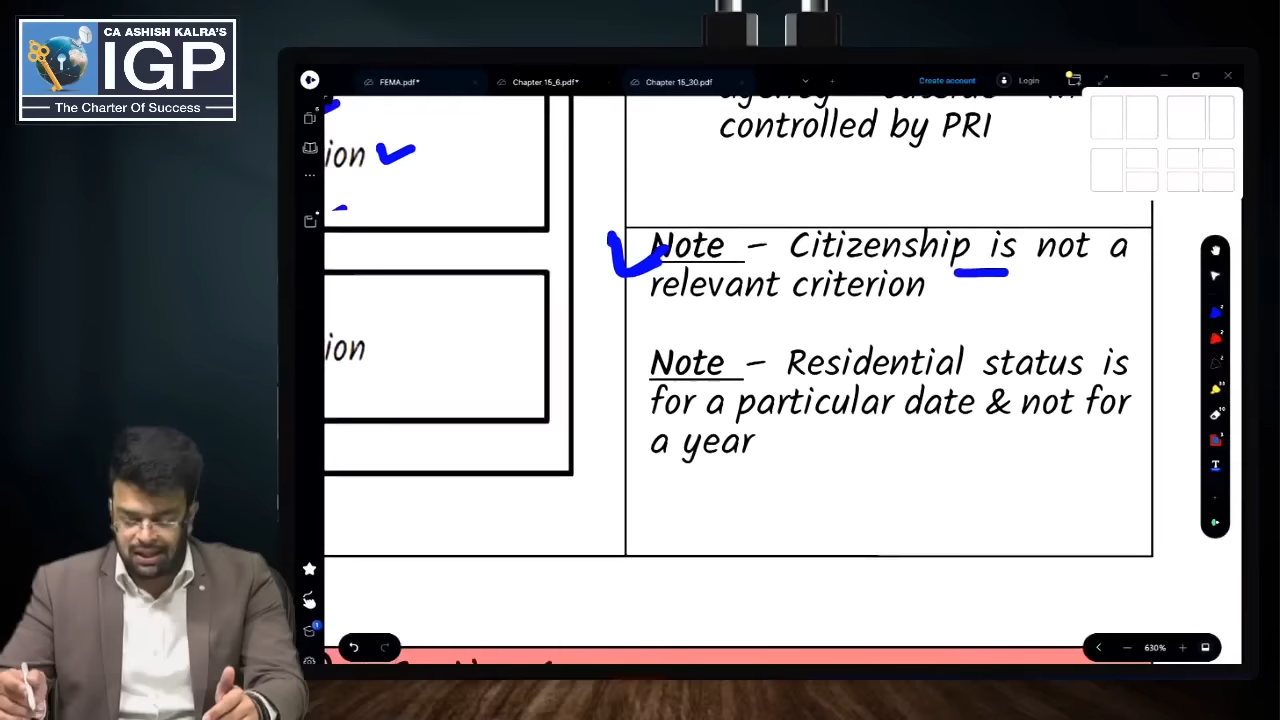 CA ASHISH KALRA'S
IGP
The Charter Of Success
FEMA.pdf*
Chapter 15_6.pdf*
Chapter 15_30.pdf
Create account
Login
controlled by PRI
ion
Note – Citizenship is not a
relevant criterion
ion
Note – Residential status is
for a particular date & not for
a year
630%